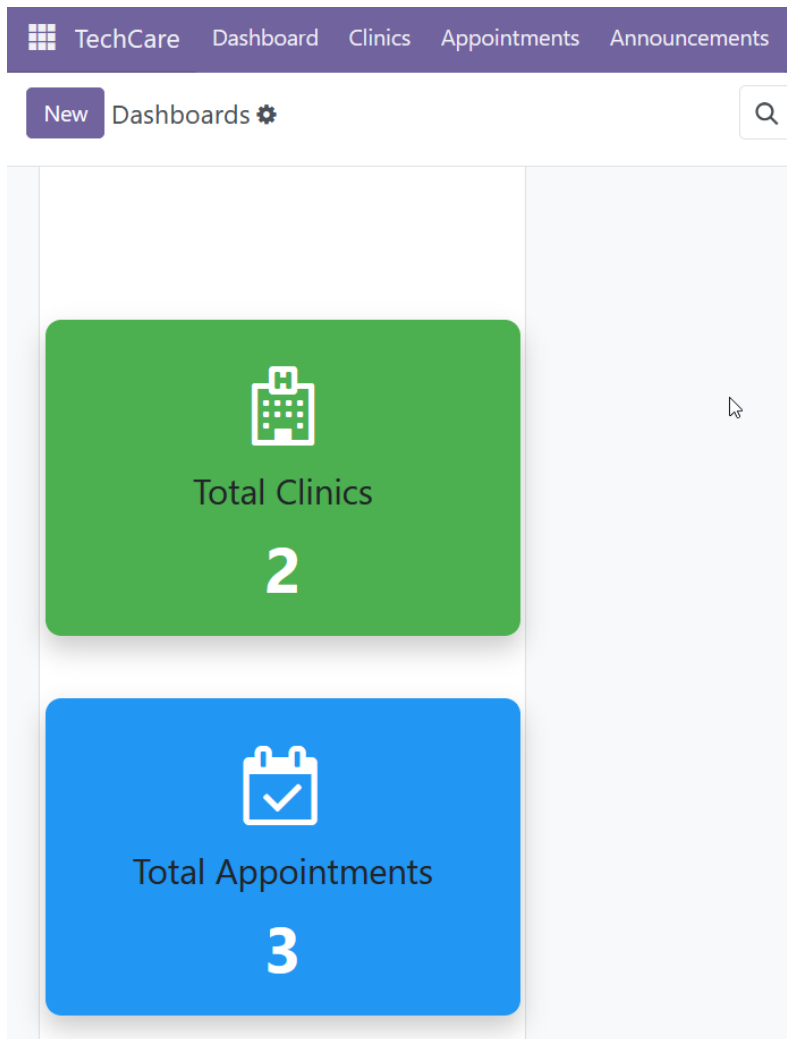 TechCare Dashboard Clinics Appointments Announcements
New Dashboards
H
Total Clinics
2
Total Appointments
3